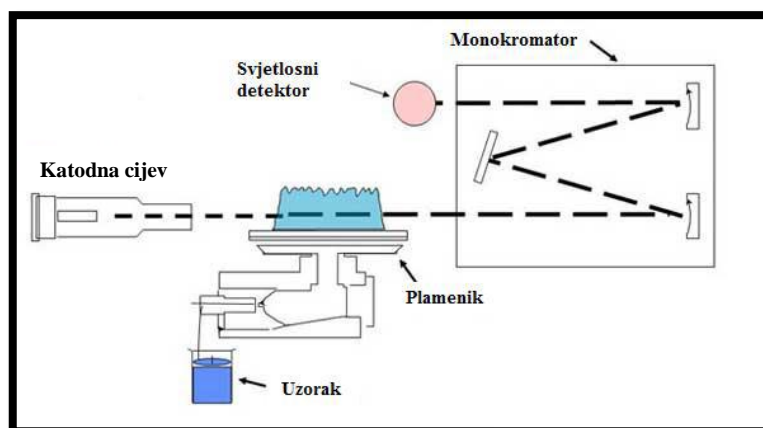 Monokromator
Svjetlosni
detektor
Katodna cijev
Plamenik
Uzorak